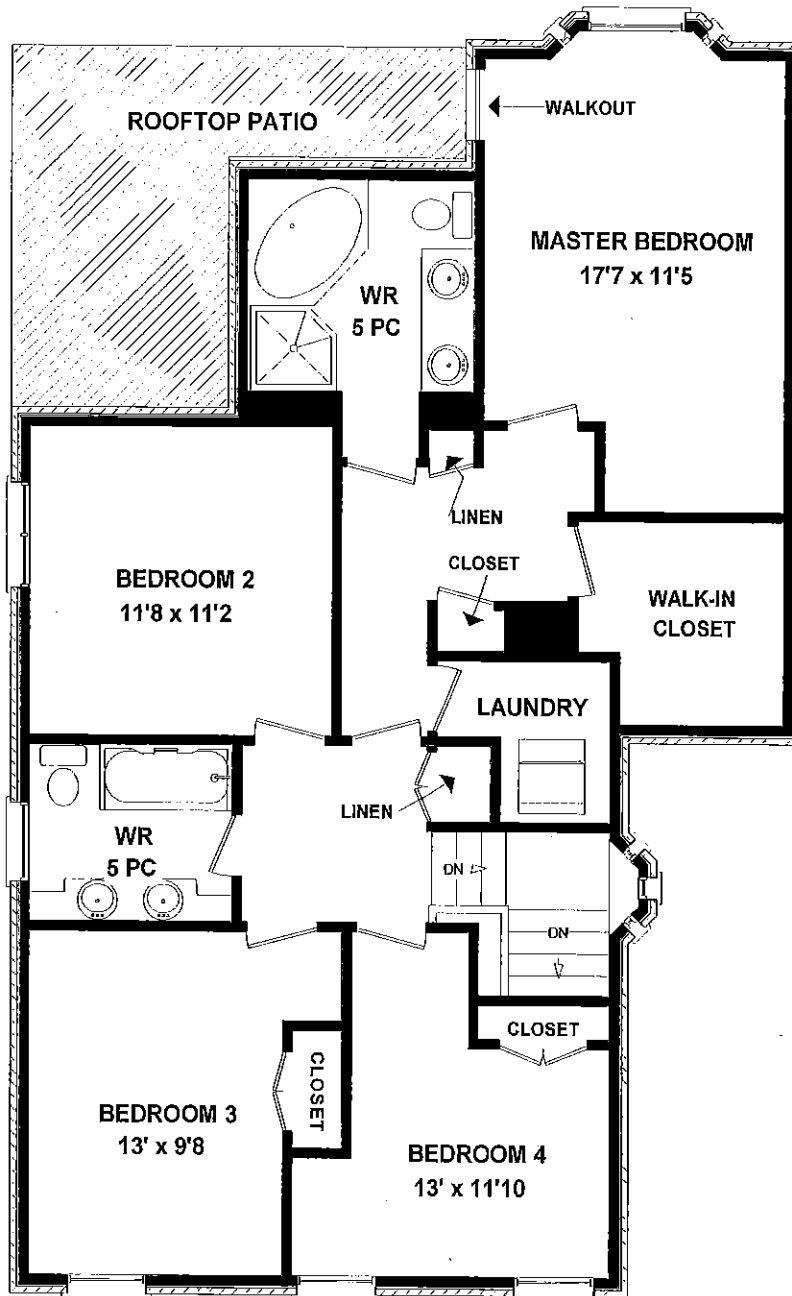 ROOFTOP PATIO
WALKOUT
MASTER BEDROOM
17'7 x 11'5
WR
5 PC
LINEN
CLOSET
BEDROOM 2
11'8 x 11'2
WALK-IN
CLOSET
LAUNDRY
LINEN
WR
5 PC
DN
DN
CLOSET
CLOSET
BEDROOM 3
13' x 9'8
BEDROOM 4
13' x 11'10